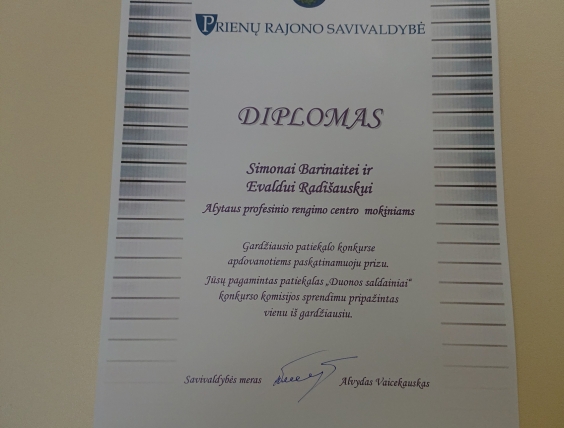 PRIENŲ RAJONO SAVIVALDYBĖ
DIPLOMAS
Simonai Barinaitei ir
Evaldui Radišauskui
Alytaus profesinio rengimo centro mokiniams
Gardžiausio patiekalo konkurse
apdovanotiems paskatinamuoju prizu.
Jūsų pagamintas patiekalas „Duonos saldainiai“
konkurso komisijos sprendimu pripažintas
vienu iš gardžiausiu.
Savivaldybės meras Alvydas Vaicekauskas